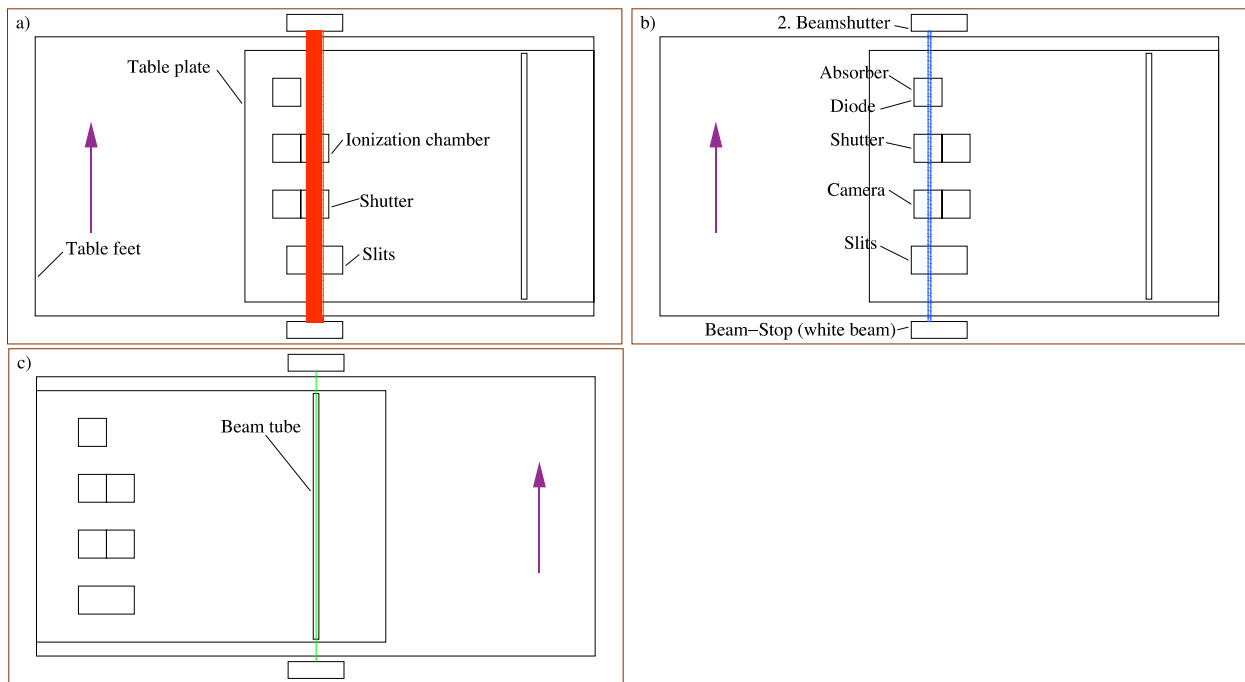 a)
Table plate
Ionization chamber
Shutter
Table feet
Slits
b)
2. Beamshutter
Absorber
Diode
Shutter
Camera
Slits
Beam−Stop (white beam)
c)
Beam tube